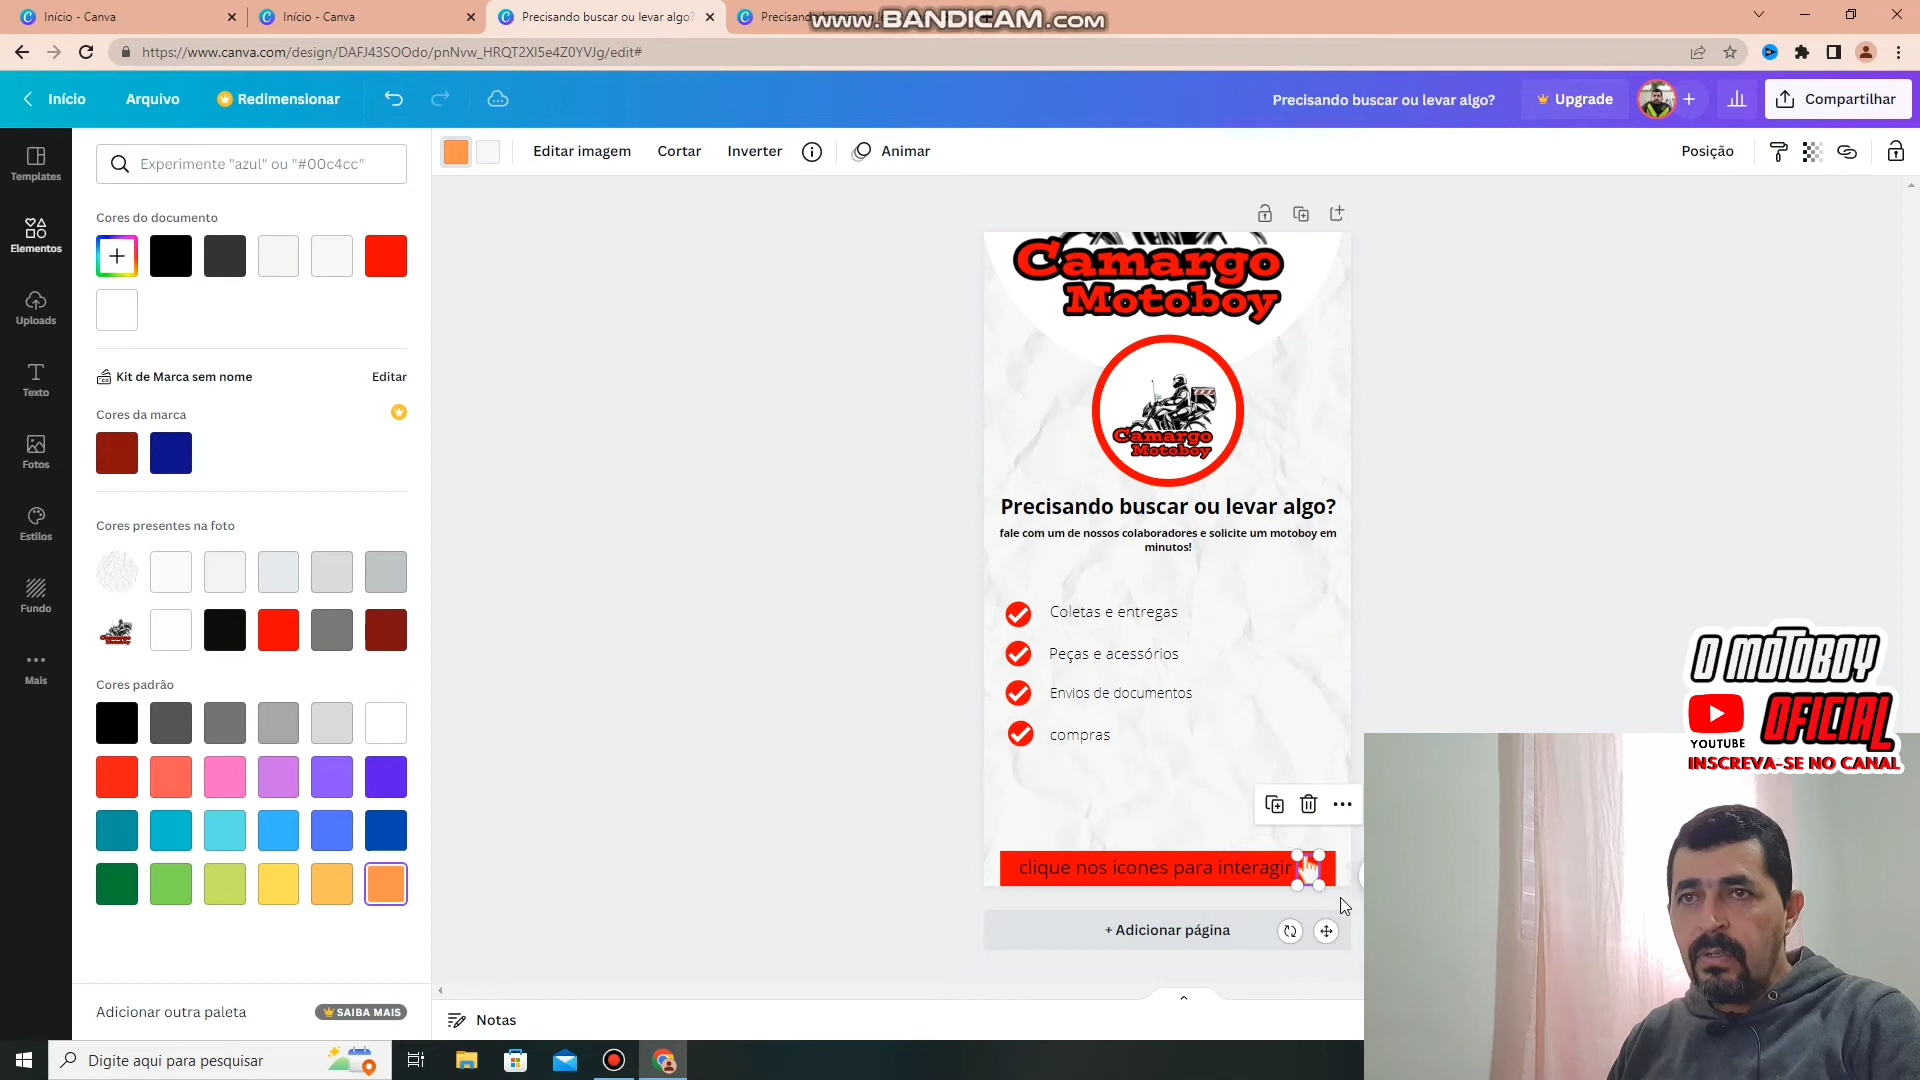 Início - Canva
Início - Canva
Precisando buscar ou levar algo?
www.BANDICAM.com
https://www.canva.com/design/DAFJ43SOOdo/pnNvw_HRQT2Xl5e4Z0YVJg/edit#
Início
Arquivo
Redimensionar
Precisando buscar ou levar algo?
Upgrade
Compartilhar
Templates
Elementos
Uploads
Texto
Fotos
Estilos
Fundo
Mais
Experimente "azul" ou "#00c4cc"
Cores do documento
Kit de Marca sem nome
Editar
Cores da marca
Cores presentes na foto
Cores padrão
Adicionar outra paleta
SAIBA MAIS
Editar imagem
Cortar
Inverter
Animar
Posição
Camargo
Motoboy
Camargo
Motoboy
Precisando buscar ou levar algo?
fale com um de nossos colaboradores e solicite um motoboy em
minutos!
Coletas e entregas
Peças e acessórios
Envios de documentos
compras
clique nos icones para interagir
+ Adicionar página
Notas
O MOTOBOY
OFICIAL
YOUTUBE
INSCREVA-SE NO CANAL
Digite aqui para pesquisar